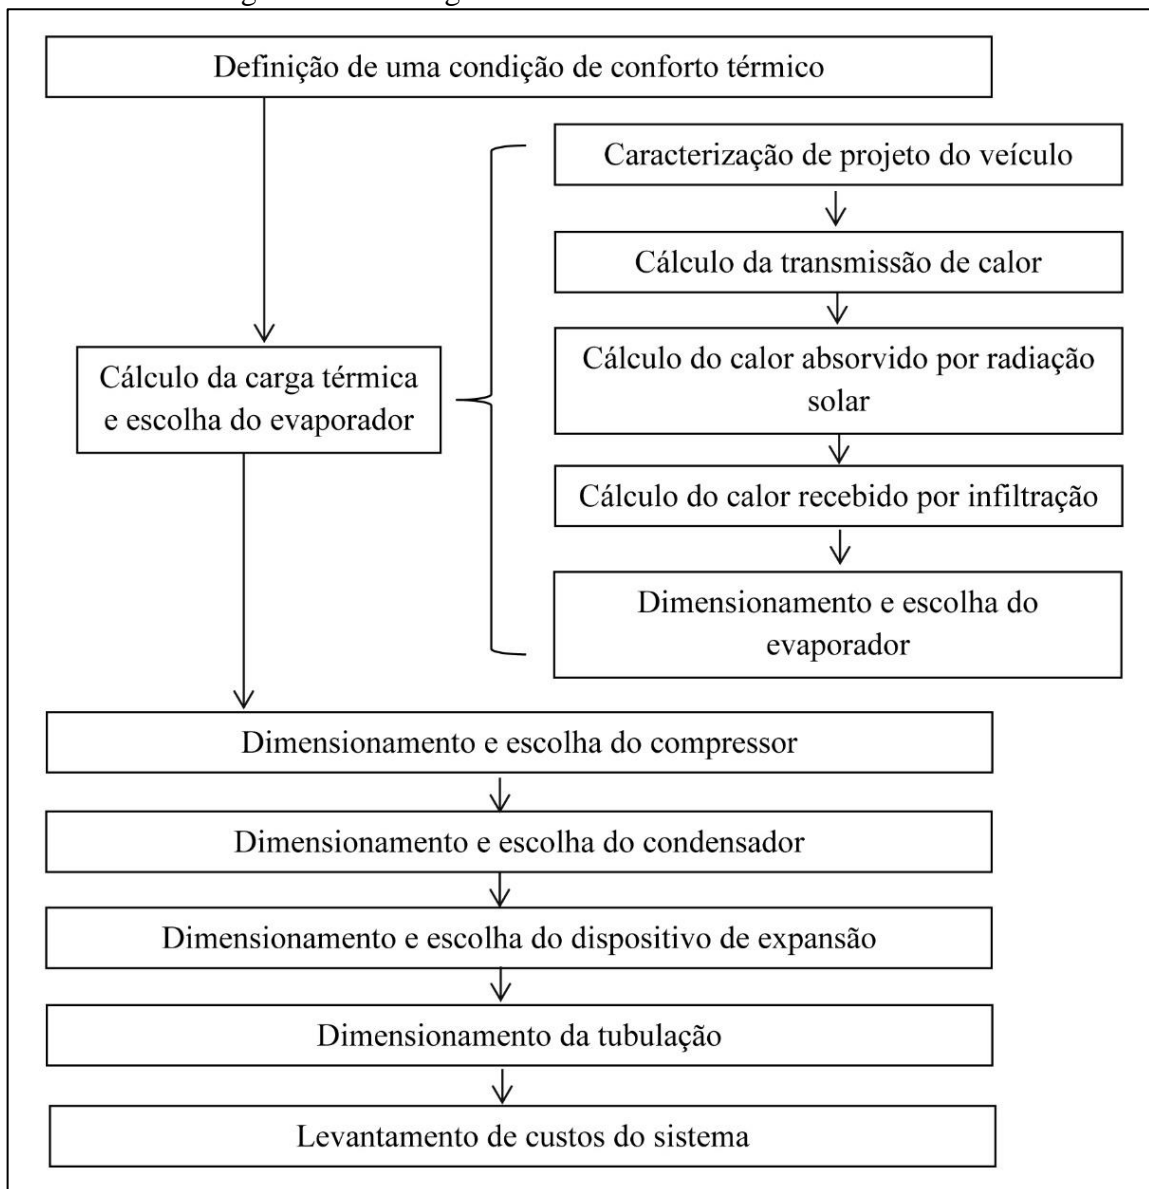 Definição de uma condição de conforto térmico
Caracterização de projeto do veículo
Cálculo da transmissão de calor
Cálculo do calor absorvido por radiação
solar
Cálculo da carga térmica
e escolha do evaporador
Cálculo do calor recebido por infiltração
Dimensionamento e escolha do
evaporador
Dimensionamento e escolha do compressor
Dimensionamento e escolha do condensador
Dimensionamento e escolha do dispositivo de expansão
Dimensionamento da tubulação
Levantamento de custos do sistema